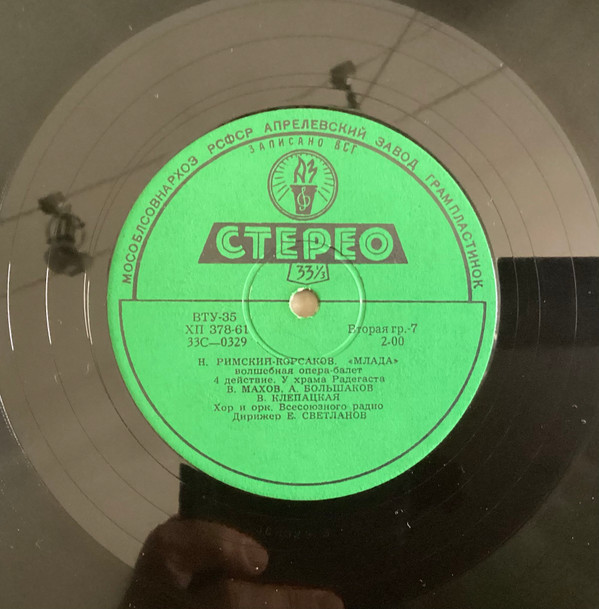 МОСОБЛСОВНАРХОЗ РСФСР АПРЕЛЕВСКИЙ ЗАВОД ГРАМПЛАСТИНОК
ЗАПИСАНО ВСГ
АЗ
СТЕРЕО
33⅓
ВТУ-35
ХП 378-61
33С—0329
Вторая гр.-7
2-00
Н. РИМСКИЙ-КОРСАКОВ. «МЛАДА»
волшебная опера-балет
4 действие. У храма Радегаста
В. МАХОВ, А. БОЛЬШАКОВ
В. КЛЕПАЦКАЯ
Хор и орк. Всесоюзного радио
Дирижер Е. СВЕТЛАНОВ